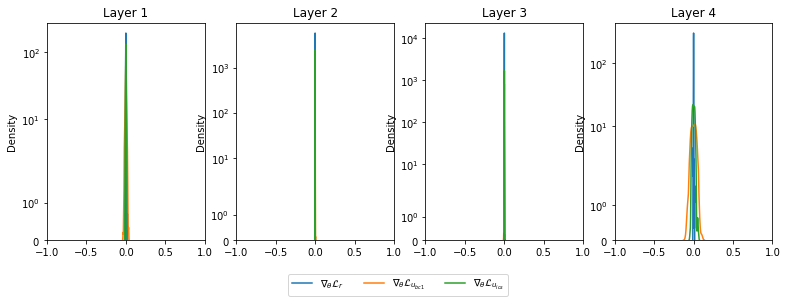 Layer 1 Layer 2 Layer 3 Layer 4
Density Density Density Density
10² 10¹ 10⁰ 0
10³ 10² 10¹ 10⁰ 0
10⁴ 10³ 10² 10¹ 10⁰ 0
10² 10¹ 10⁰ 0
−1.0 −0.5 0.0 0.5 1.0 −1.0 −0.5 0.0 0.5 1.0 −1.0 −0.5 0.0 0.5 1.0 −1.0 −0.5 0.0 0.5 1.0
∇θℒr ∇θℒu_bc1 ∇θℒu_ics